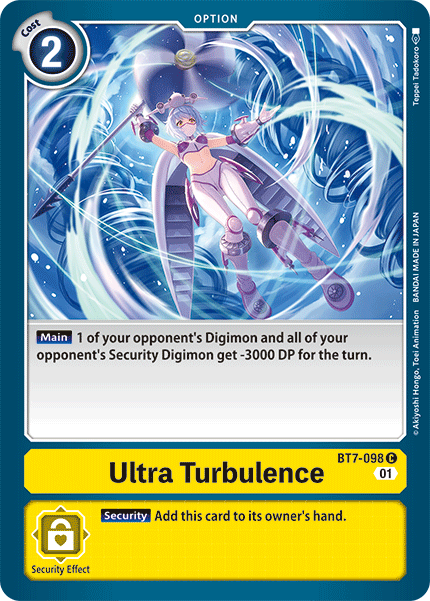 OPTION
Cost
2
Teppei Tadokoro
[Main] 1 of your opponent's Digimon and all of your
opponent's Security Digimon get -3000 DP for the turn.
©Akiyoshi Hongo, Toei Animation BANDAI MADE IN JAPAN
BT7-098 C
Ultra Turbulence
01
[Security] Add this card to its owner's hand.
Security Effect